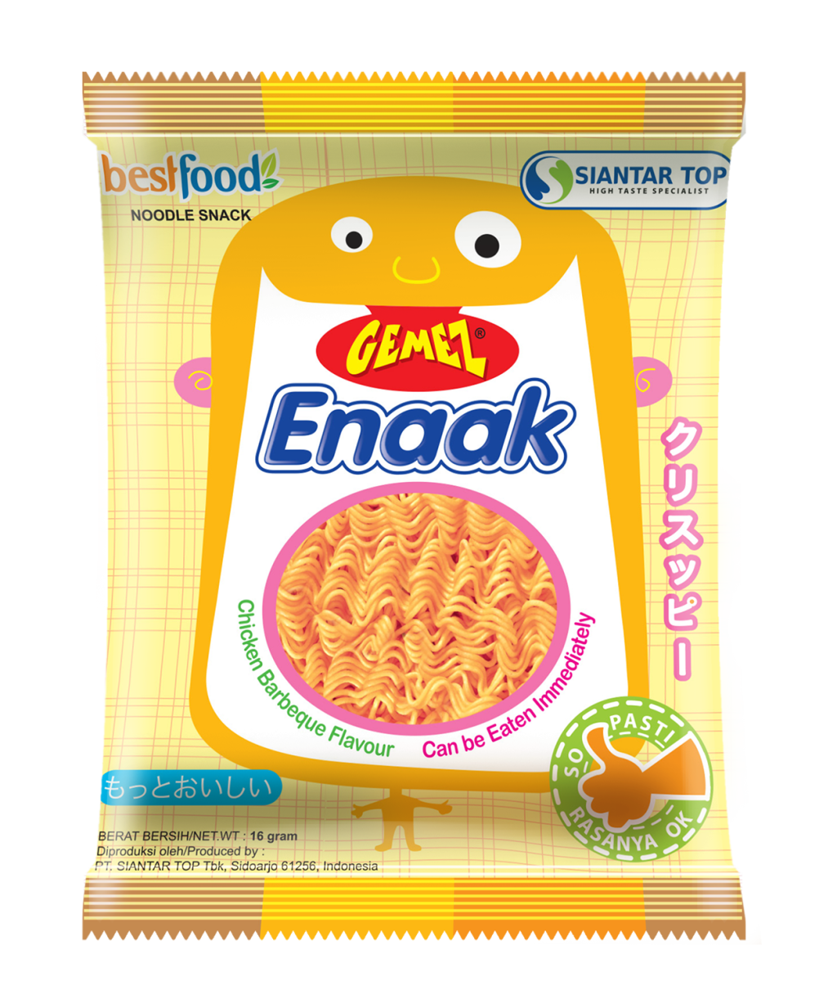 bestfood
NOODLE SNACK
SIANTAR TOP
HIGH TASTE SPECIALIST
GEMEZ®
Enaak
クリスッピー
Chicken Barbeque Flavour
Can be Eaten Immediately
SO PASTI
RASANYA OK
もっとおいしい
BERAT BERSIH/NET.WT : 16 gram
Diproduksi oleh/Produced by :
PT. SIANTAR TOP Tbk, Sidoarjo 61256, Indonesia